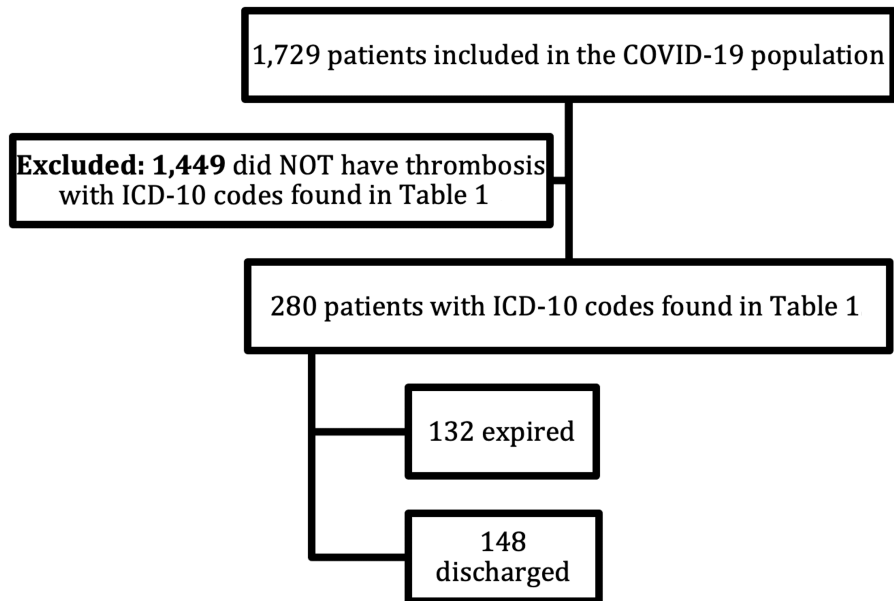 1,729 patients included in the COVID-19 population
Excluded: 1,449 did NOT have thrombosis
with ICD-10 codes found in Table 1
280 patients with ICD-10 codes found in Table 1
132 expired
148
discharged